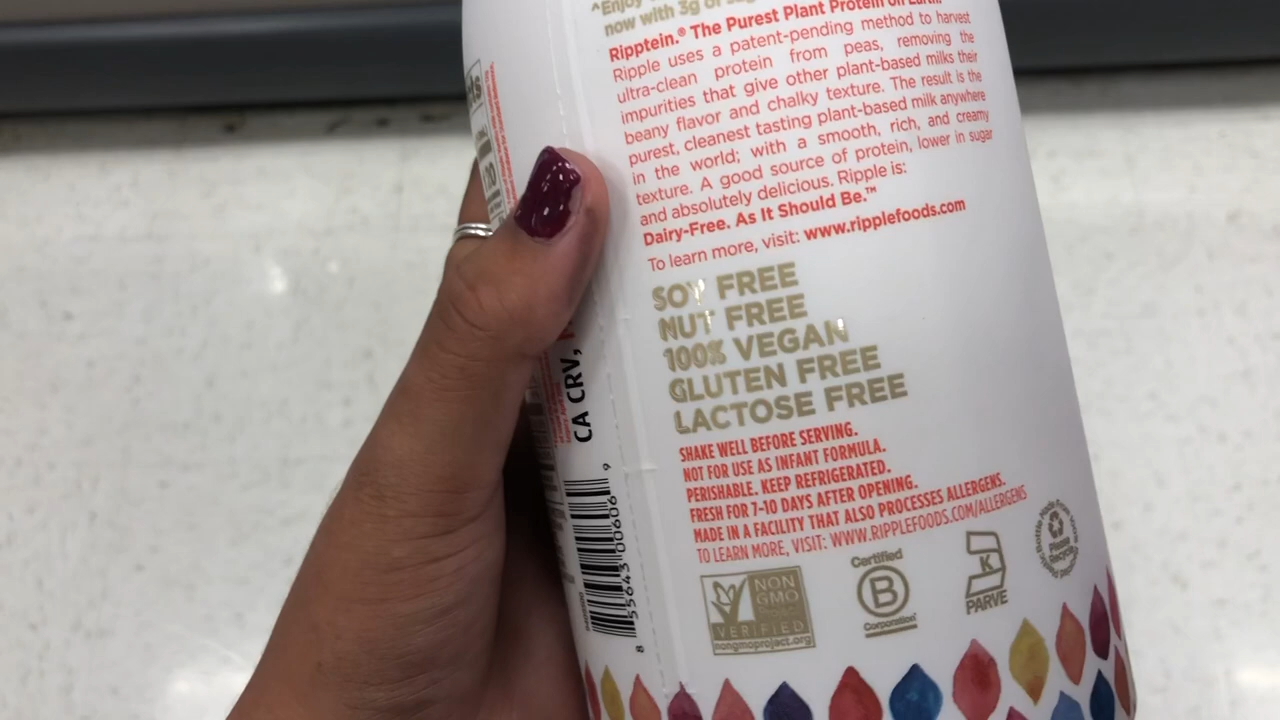 ^Enjoy
now with 3g of
Ripptein.® The Purest Plant Protein on Earth.
Ripple uses a patent-pending method to harvest
ultra-clean protein from peas, removing the
impurities that give other plant-based milks their
beany flavor and chalky texture. The result is the
purest, cleanest tasting plant-based milk anywhere
in the world; with a smooth, rich, and creamy
texture. A good source of protein, lower in sugar
and absolutely delicious. Ripple is:
Dairy-Free. As It Should Be.™
To learn more, visit: www.ripplefoods.com
SOY FREE
NUT FREE
100% VEGAN
GLUTEN FREE
LACTOSE FREE
SHAKE WELL BEFORE SERVING.
NOT FOR USE AS INFANT FORMULA.
PERISHABLE. KEEP REFRIGERATED.
FRESH FOR 7-10 DAYS AFTER OPENING.
MADE IN A FACILITY THAT ALSO PROCESSES ALLERGENS.
TO LEARN MORE, VISIT: WWW.RIPPLEFOODS.COM/ALLERGENS
NON
GMO
VERIFIED
nongmoproject.org
Certified
B
Corporation
K
PARVE
Please
Recycle
CA CRV,
8 55643 00606 9